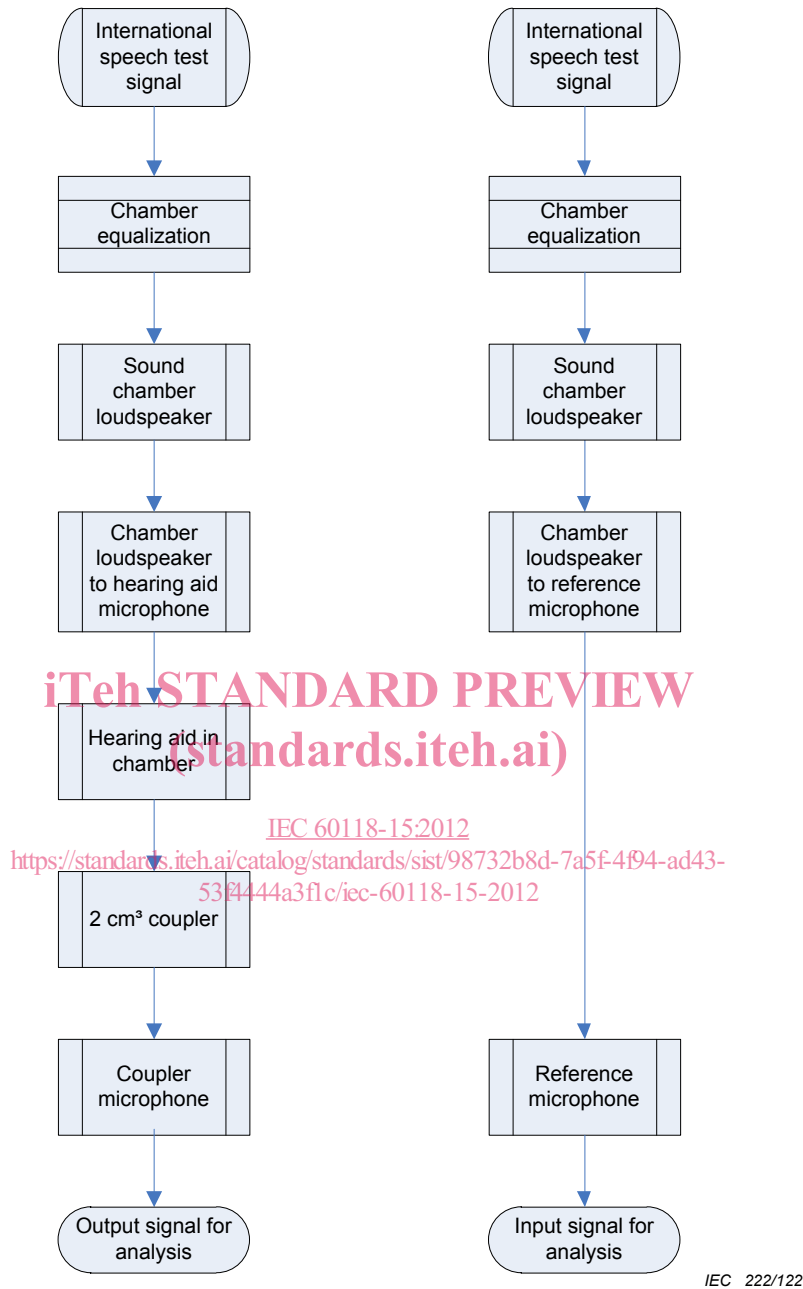 International
speech test
signal
Chamber
equalization
Sound
chamber
loudspeaker
Chamber
loudspeaker
to hearing aid
microphone
Hearing aid in
chamber
2 cm³ coupler
Coupler
microphone
Output signal for
analysis
International
speech test
signal
Chamber
equalization
Sound
chamber
loudspeaker
Chamber
loudspeaker
to reference
microphone
Reference
microphone
Input signal for
analysis
iTeh STANDARD PREVIEW
(standards.iteh.ai)
IEC 60118-15:2012
https://standards.iteh.ai/catalog/standards/sist/98732b8d-7a5f-4f94-ad43-
53f4444a3f1c/iec-60118-15-2012
IEC 222/122